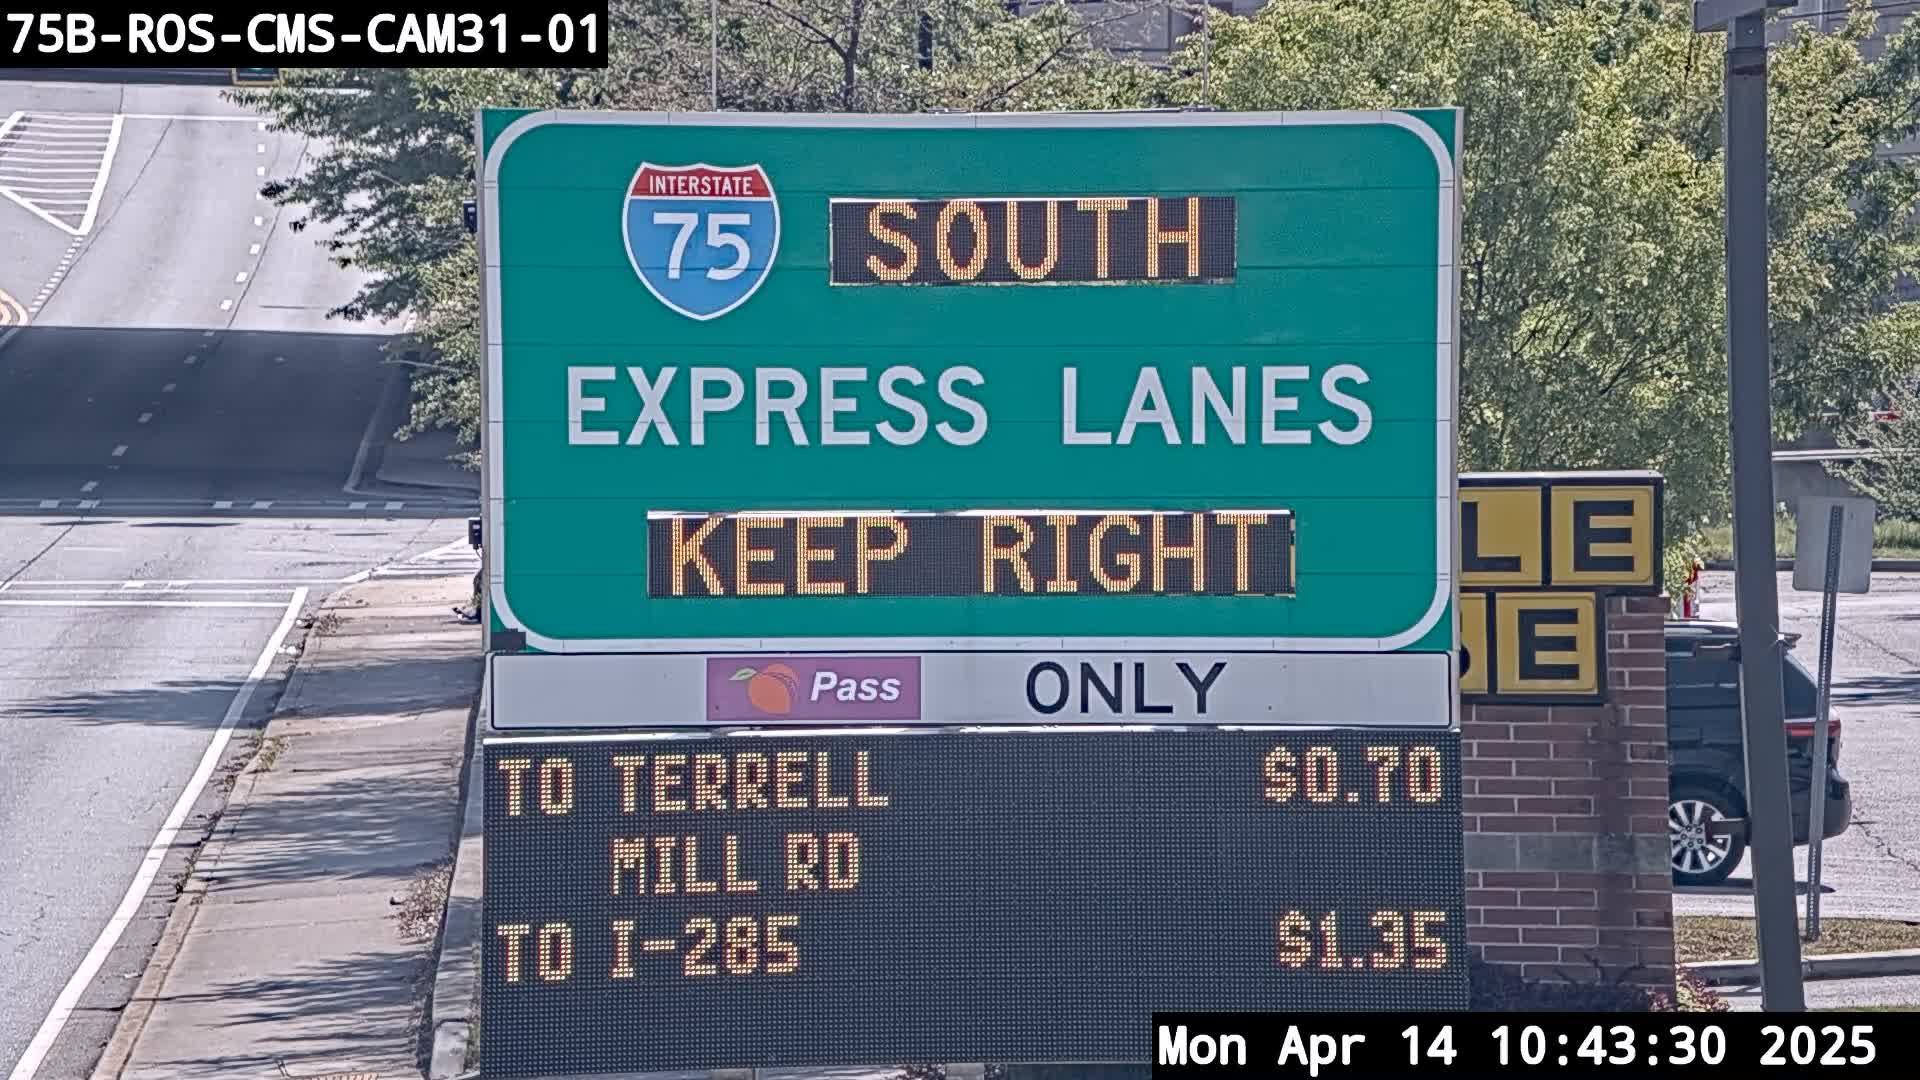 75B-ROS-CMS-CAM31-01
INTERSTATE
75
SOUTH
EXPRESS LANES
KEEP RIGHT
Pass ONLY
TO TERRELL $0.70
MILL RD
TO I-285 $1.35
LE
E
Mon Apr 14 10:43:30 2025